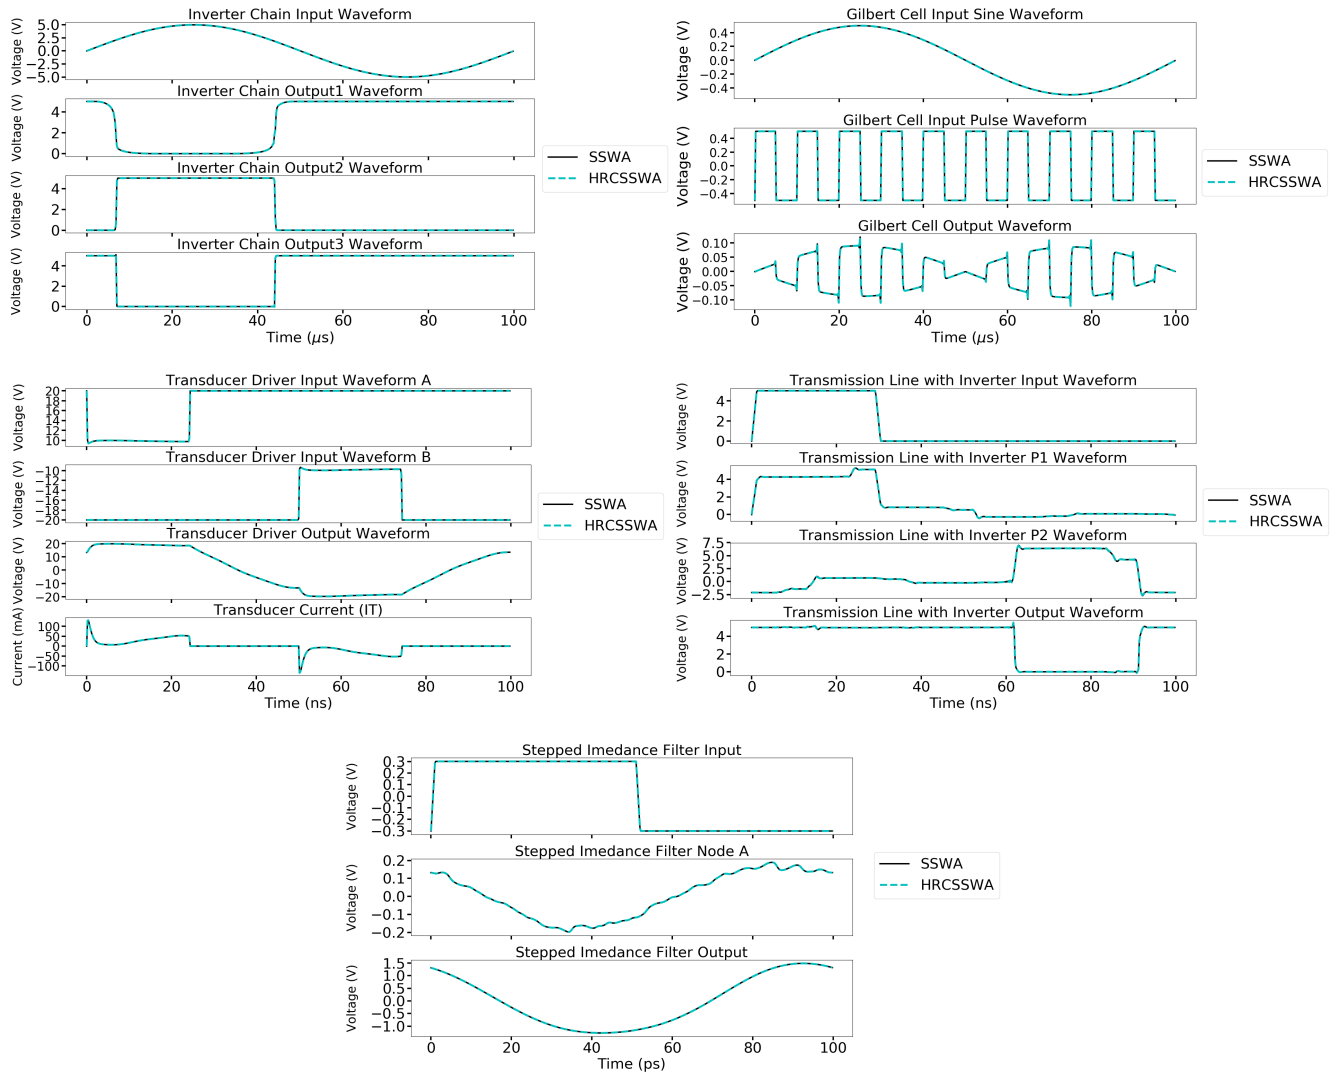 Inverter Chain Input Waveform
Voltage (V)
5.0
2.5
0.0
−2.5
−5.0
Inverter Chain Output1 Waveform
Voltage (V)
4
2
0
Inverter Chain Output2 Waveform
Voltage (V)
4
2
0
Inverter Chain Output3 Waveform
Voltage (V)
4
2
0
0 20 40 60 80 100
Time (μs)
SSWA
HRCSSWA
Gilbert Cell Input Sine Waveform
Voltage (V)
0.4
0.2
0.0
−0.2
−0.4
Gilbert Cell Input Pulse Waveform
Voltage (V)
0.4
0.2
0.0
−0.2
−0.4
Gilbert Cell Output Waveform
Voltage (V)
0.10
0.05
0.00
−0.05
−0.10
0 20 40 60 80 100
Time (μs)
SSWA
HRCSSWA
Transducer Driver Input Waveform A
Voltage (V)
20
18
16
14
12
10
Transducer Driver Input Waveform B
Voltage (V)
−10
−12
−14
−16
−18
−20
Transducer Driver Output Waveform
Voltage (V)
20
10
0
−10
−20
Transducer Current (IT)
Current (mA)
100
50
0
−50
−100
0 20 40 60 80 100
Time (ns)
SSWA
HRCSSWA
Transmission Line with Inverter Input Waveform
Voltage (V)
4
2
0
Transmission Line with Inverter P1 Waveform
Voltage (V)
4
2
0
Transmission Line with Inverter P2 Waveform
Voltage (V)
7.5
5.0
2.5
0.0
−2.5
Transmission Line with Inverter Output Waveform
Voltage (V)
4
2
0
0 20 40 60 80 100
Time (ns)
SSWA
HRCSSWA
Stepped Imedance Filter Input
Voltage (V)
0.3
0.2
0.1
0.0
−0.1
−0.2
−0.3
Stepped Imedance Filter Node A
Voltage (V)
0.2
0.1
0.0
−0.1
−0.2
Stepped Imedance Filter Output
Voltage (V)
1.5
1.0
0.5
0.0
−0.5
−1.0
0 20 40 60 80 100
Time (ps)
SSWA
HRCSSWA